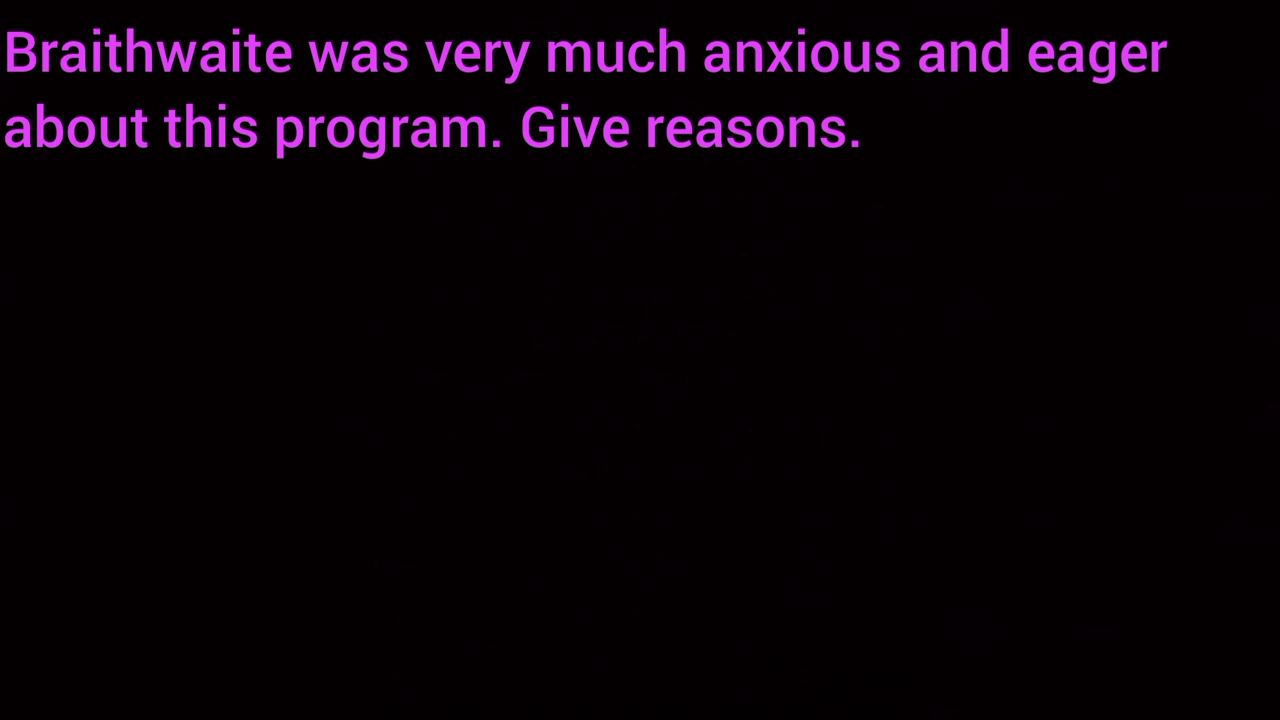 Braithwaite was very much anxious and eager
about this program. Give reasons.